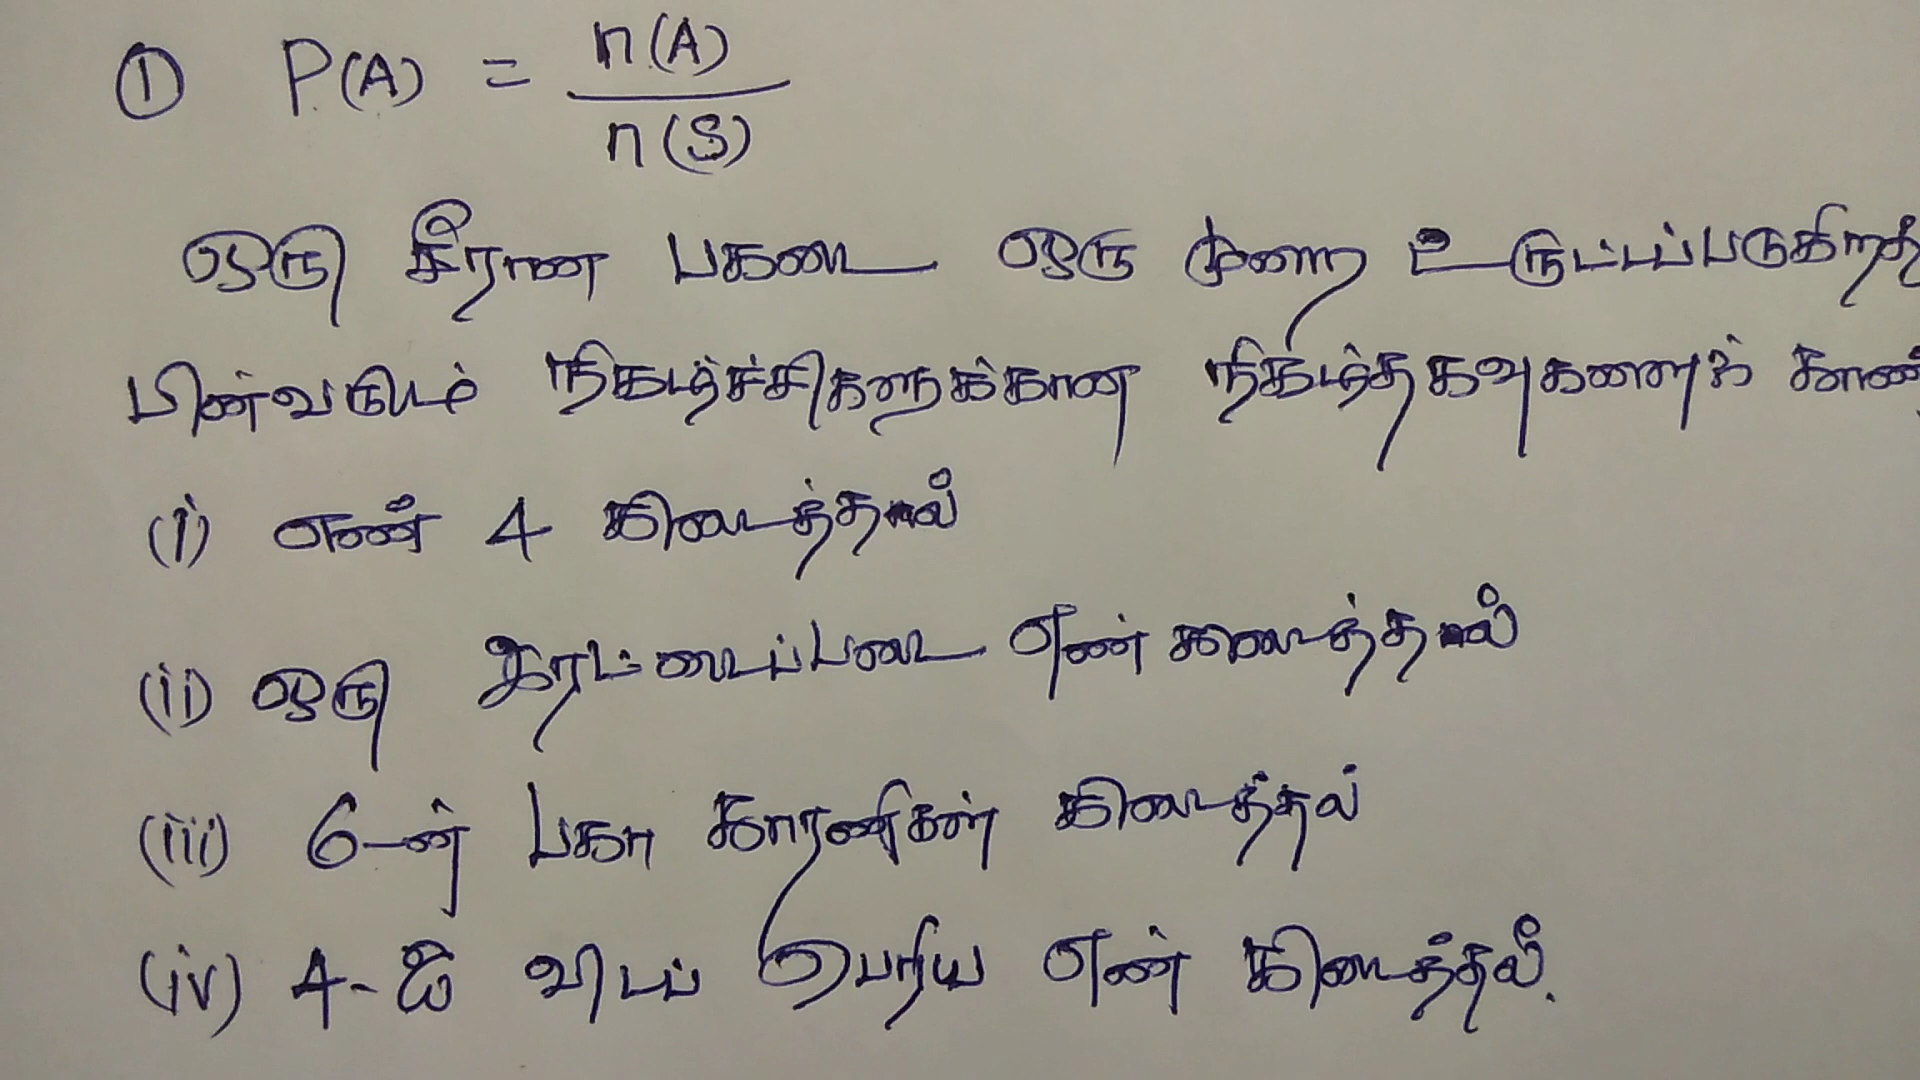 ① P(A) = n(A) / n(S)
ஒரு சீரான பகடை ஒரு முறை உருட்டப்படுகிறது
பின்வரும் நிகழ்ச்சிகளுக்கான நிகழ்தகவுகளைக் காண்
(i) எண் 4 கிடைத்தல்
(ii) ஒரு இரட்டைப்படை எண் கிடைத்தல்
(iii) 6-ன் பகா காரணிகள் கிடைத்தல்
(iv) 4-ஐ விடப் பெரிய எண் கிடைத்தல்.